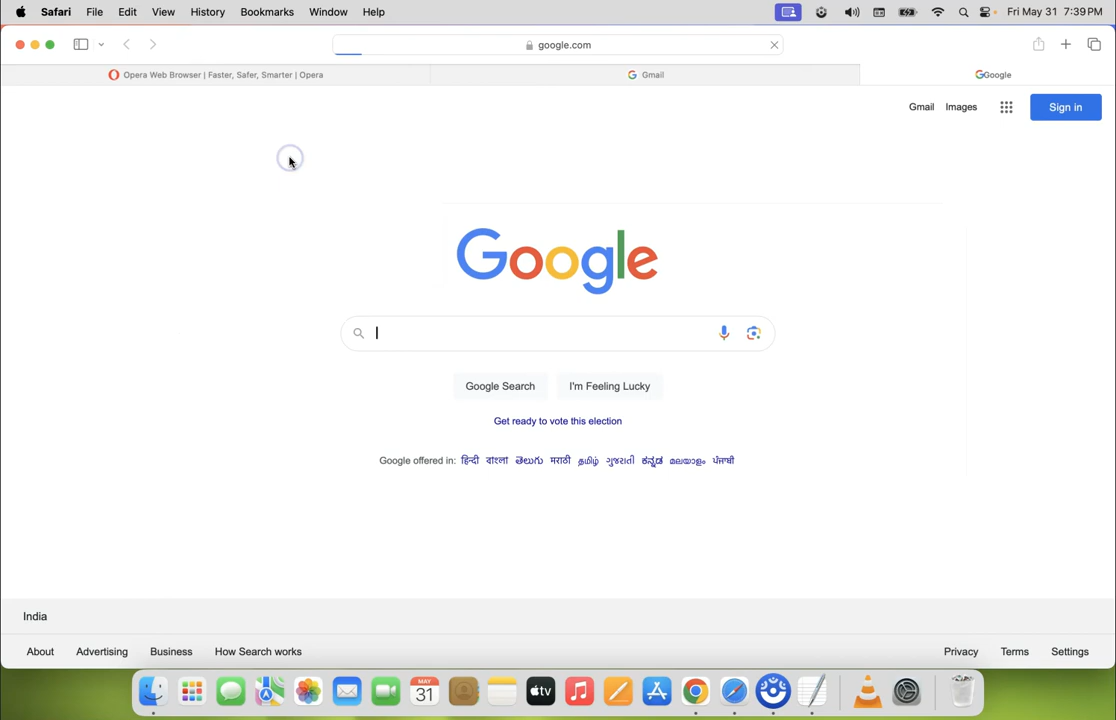 Safari File Edit View History Bookmarks Window Help Fri May 31 7:39 PM
google.com
Opera Web Browser | Faster, Safer, Smarter | Opera Gmail Google
Gmail Images Sign in
Google
Google Search I'm Feeling Lucky
Get ready to vote this election
Google offered in: हिन्दी বাংলা తెలుగు मराठी தமிழ் ગુજરાતી ಕನ್ನಡ മലയാളം ਪੰਜਾਬੀ
India
About Advertising Business How Search works Privacy Terms Settings
MAY
31
tv